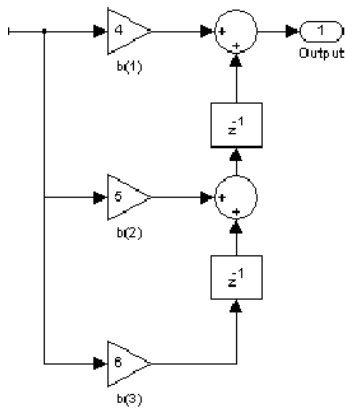 4
+
+
1
b(1)
Output
z-1
5
+
+
b(2)
z-1
6
b(3)